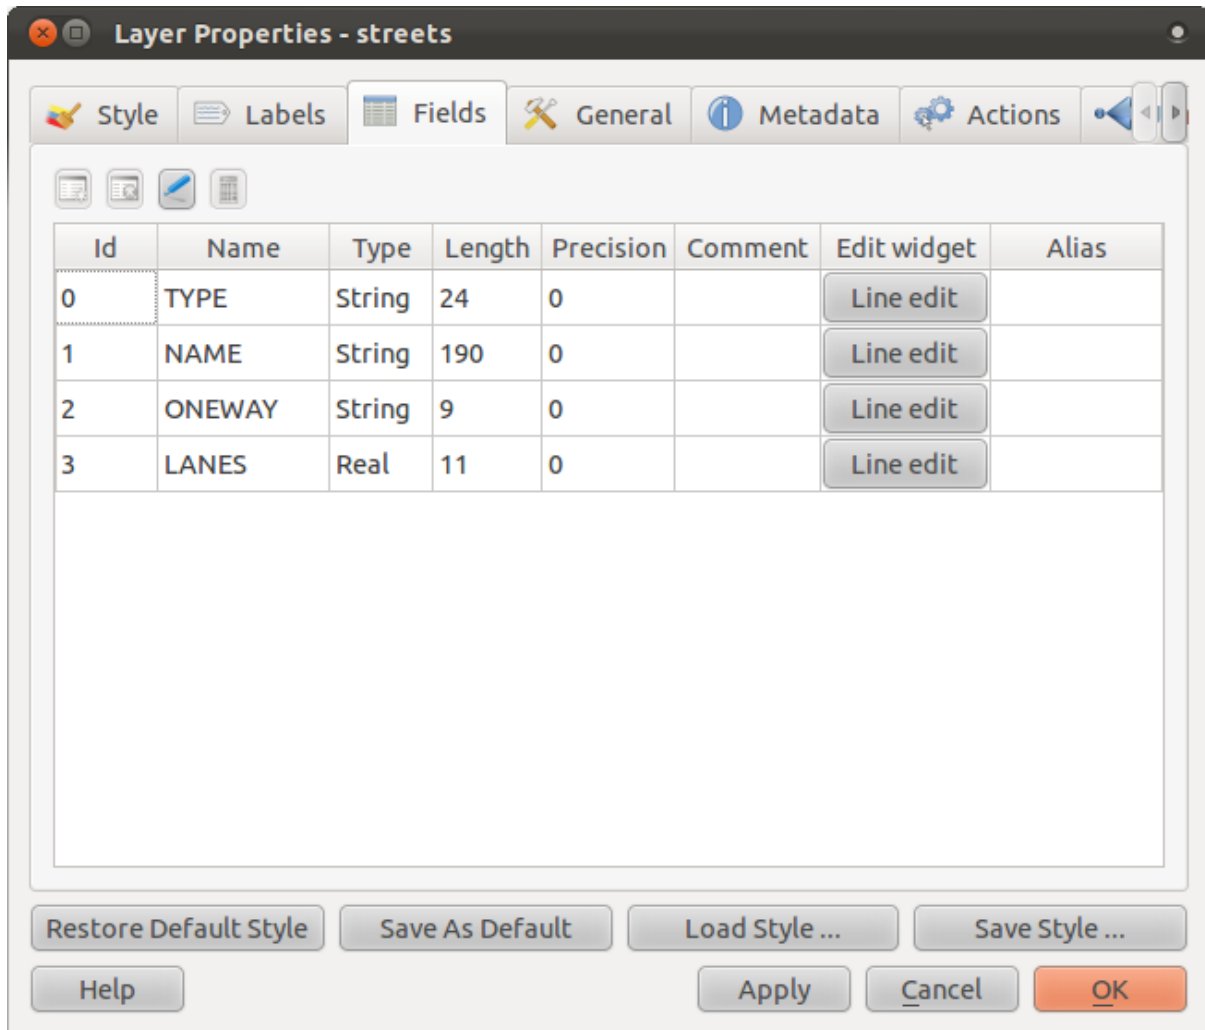 Layer Properties - streets
Style Labels Fields General Metadata Actions
Id Name Type Length Precision Comment Edit widget Alias
0 TYPE String 24 0 Line edit
1 NAME String 190 0 Line edit
2 ONEWAY String 9 0 Line edit
3 LANES Real 11 0 Line edit
Restore Default Style Save As Default Load Style ... Save Style ...
Help Apply Cancel OK